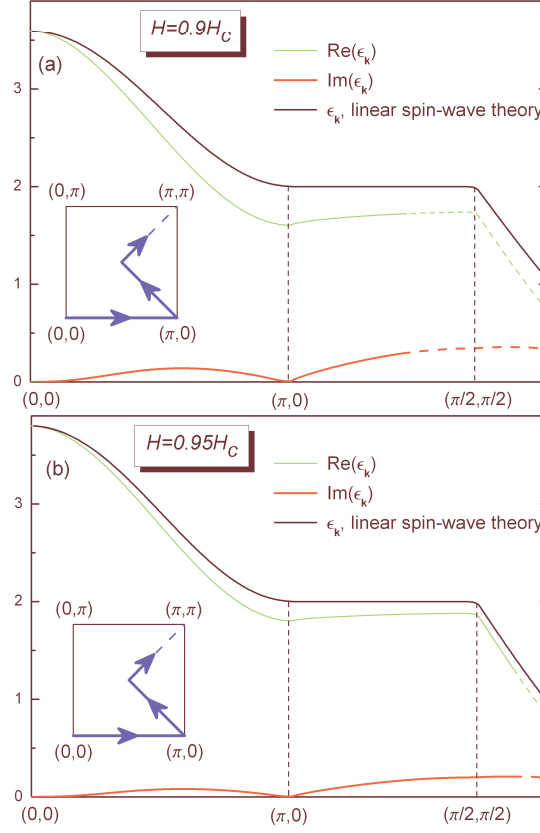 H=0.9H_C
(a)
Re(ϵ_k)
Im(ϵ_k)
ϵ_k, linear spin-wave theory
3
2
1
0
(0,π)
(π,π)
(0,0)
(π,0)
(0,0)
(π,0)
(π/2,π/2)
H=0.95H_C
(b)
Re(ϵ_k)
Im(ϵ_k)
ϵ_k, linear spin-wave theory
3
2
1
0
(0,π)
(π,π)
(0,0)
(π,0)
(0,0)
(π,0)
(π/2,π/2)